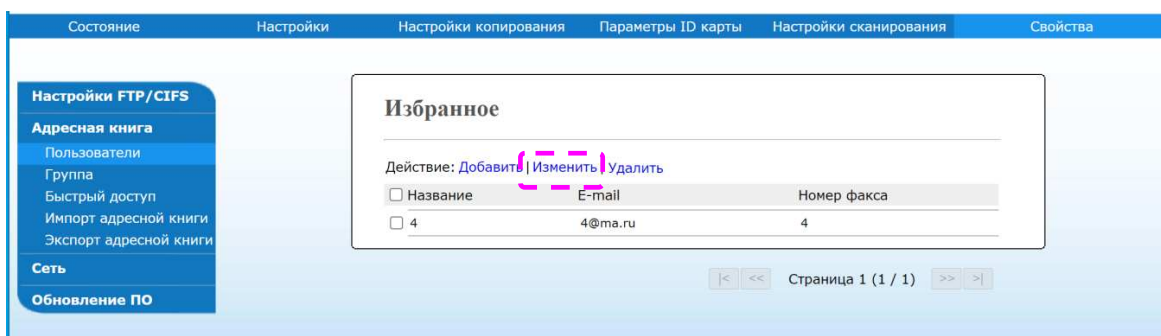 Состояние Настройки Настройки копирования Параметры ID карты Настройки сканирования Свойства
Настройки FTP/CIFS
Адресная книга
Пользователи
Группа
Быстрый доступ
Импорт адресной книги
Экспорт адресной книги
Сеть
Обновление ПО
Избранное
Действие: Добавить | Изменить | Удалить
Название E-mail Номер факса
4 4@ma.ru 4
|< << Страница 1 (1 / 1) >> >|